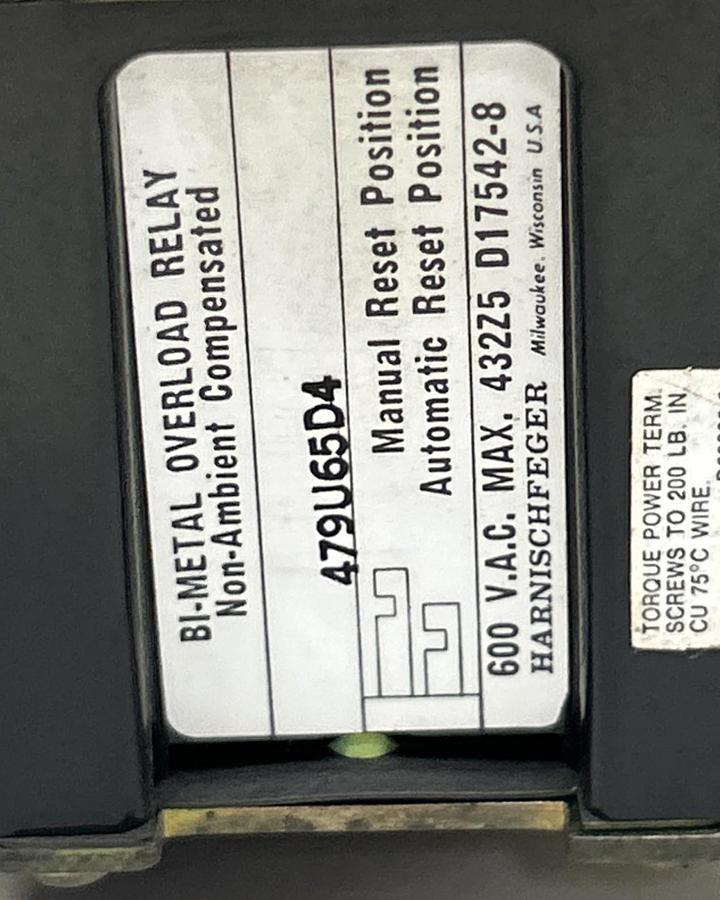 BI-METAL OVERLOAD RELAY
Non-Ambient Compensated
479U65D4
Manual Reset Position
Automatic Reset Position
600 V.A.C. MAX. 432Z5 D17542-8
HARNISCHFEGER Milwaukee, Wisconsin U.S.A
TORQUE POWER TERM.
SCREWS TO 200 LB. IN.
CU 75°C WIRE.